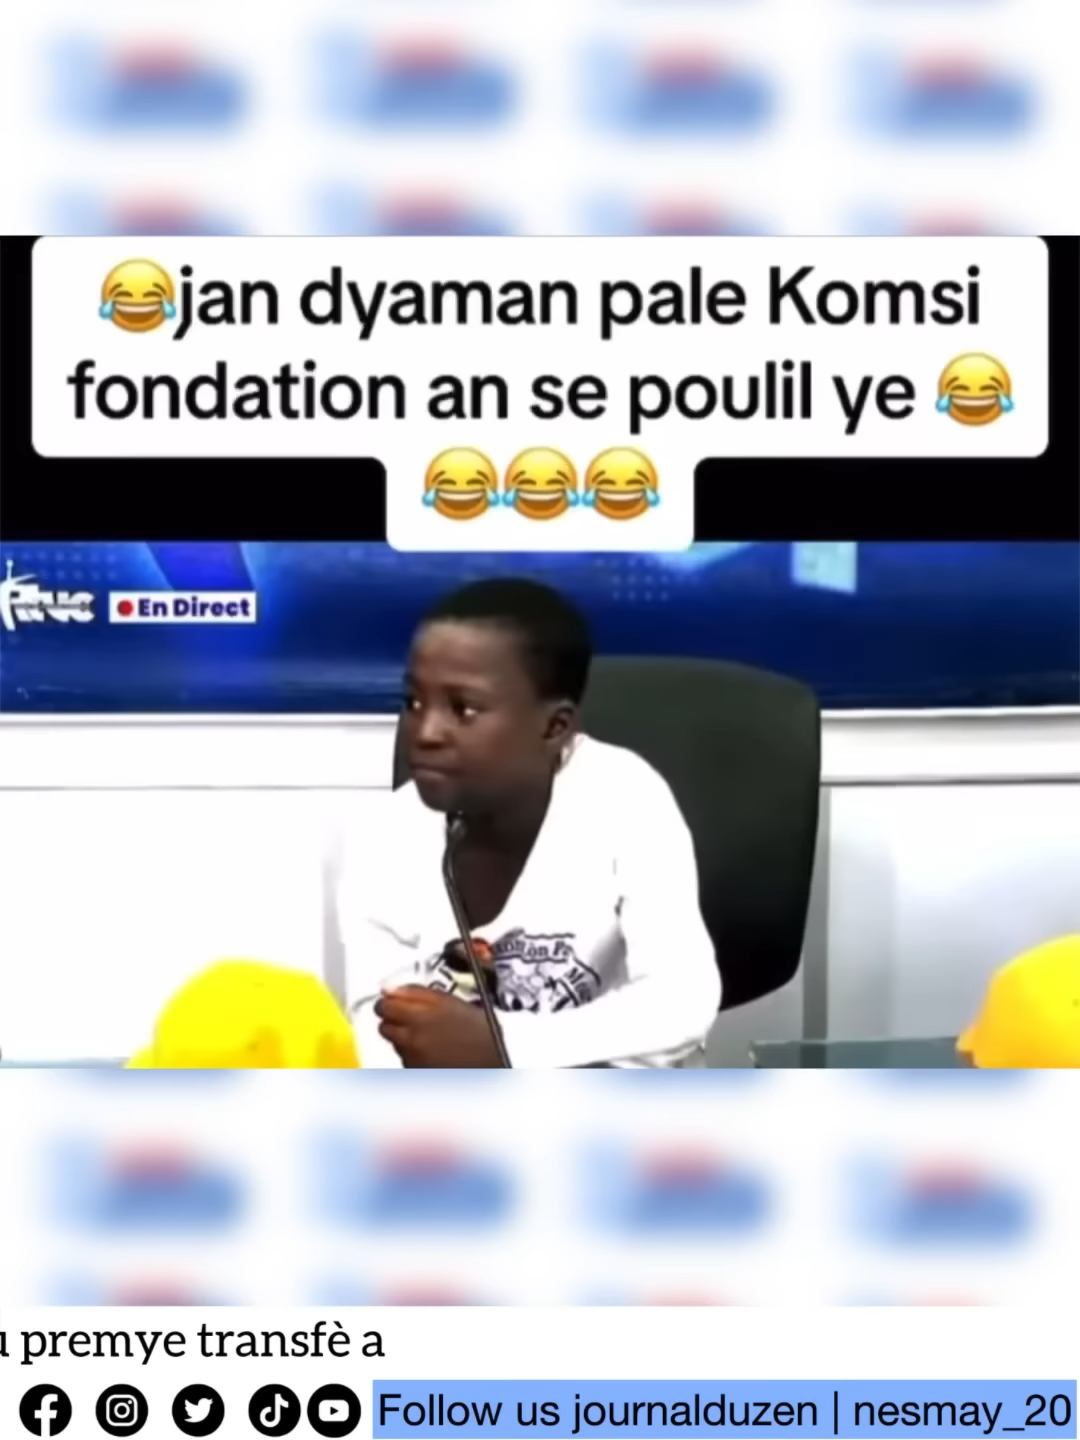 😂jan dyaman pale Komsi
fondation an se poulil ye 😂
😂😂😂
En Direct
premye transfè a
Follow us journalduzen | nesmay_20